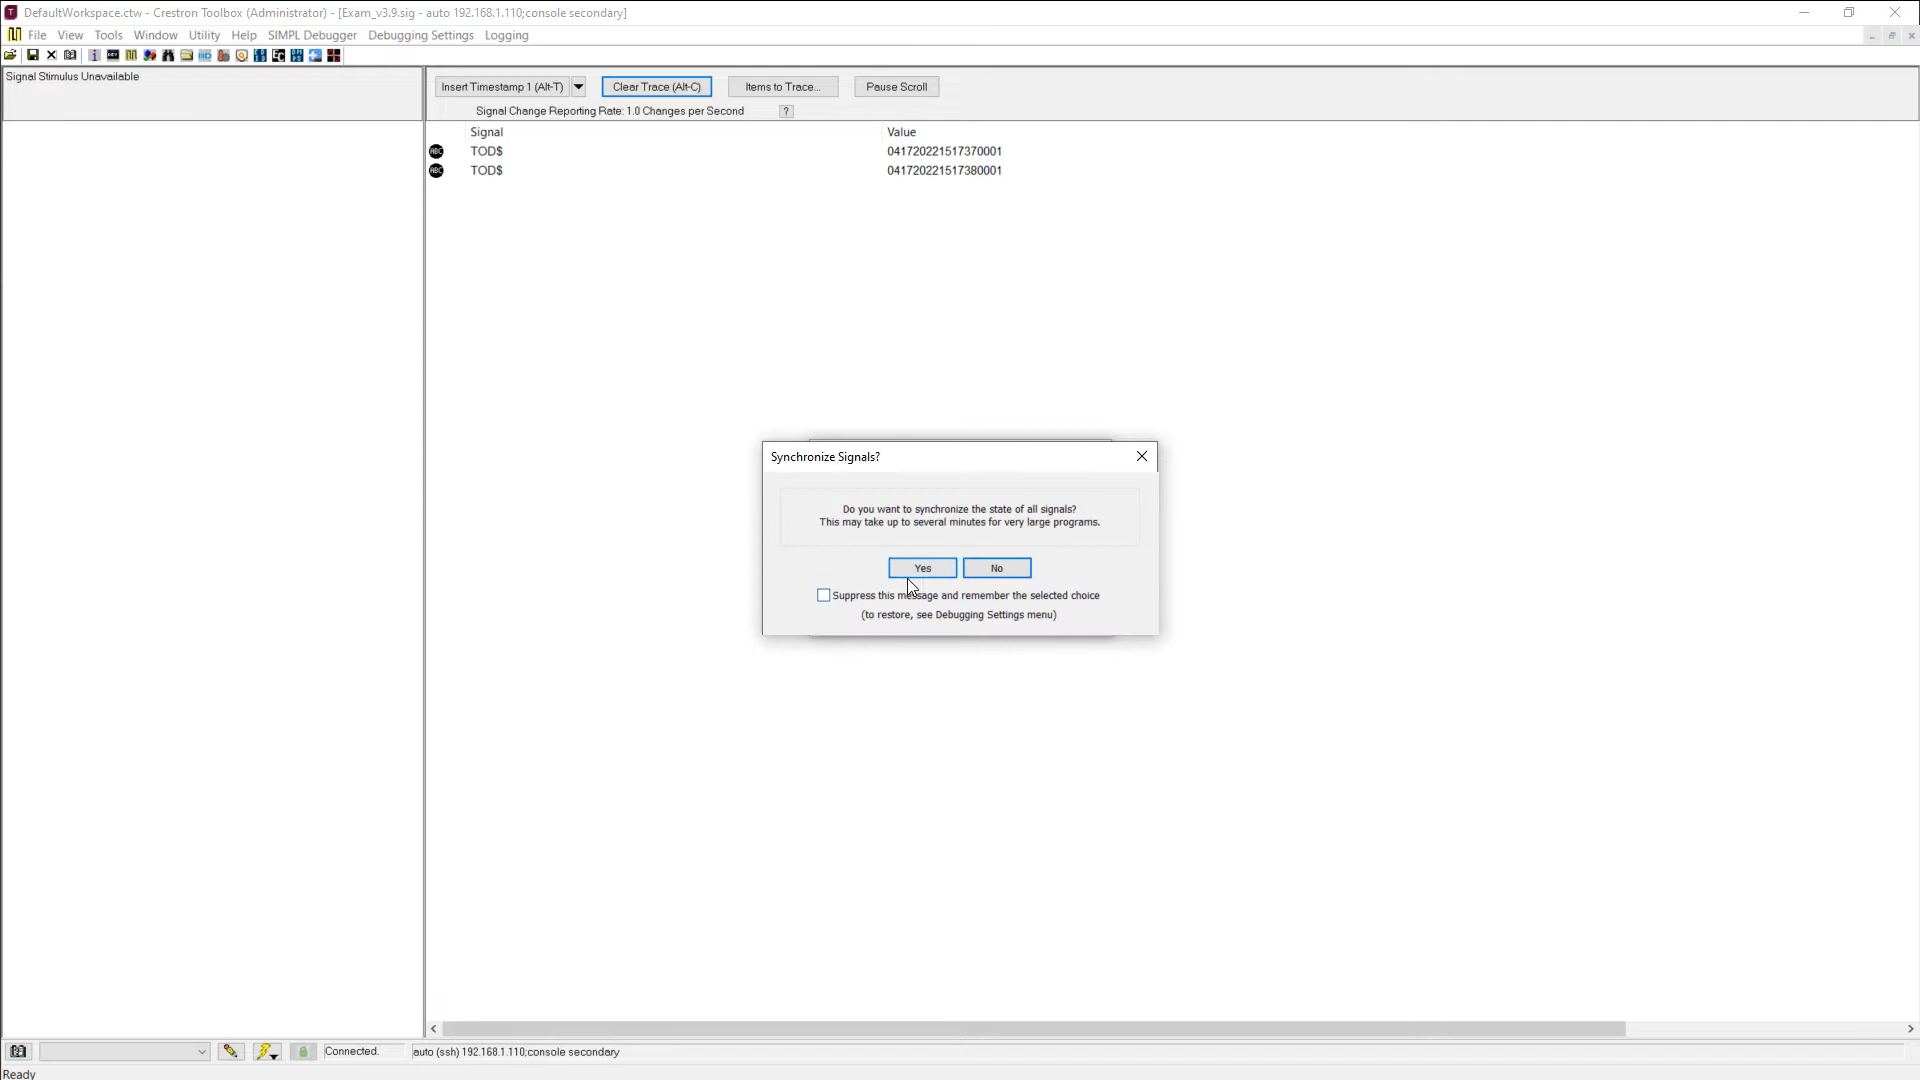 DefaultWorkspace.ctw - Crestron Toolbox (Administrator) - [Exam_v3.9.sig - auto 192.168.1.110;console secondary]
File View Tools Window Utility Help SIMPL Debugger Debugging Settings Logging
Signal Stimulus Unavailable
Insert Timestamp 1 (Alt-T) Clear Trace (Alt-C) Items to Trace... Pause Scroll
Signal Change Reporting Rate: 1.0 Changes per Second ?
Signal Value
ABC TOD$ 041720221517370001
ABC TOD$ 041720221517380001
Synchronize Signals?
Do you want to synchronize the state of all signals?
This may take up to several minutes for very large programs.
Yes No
Suppress this message and remember the selected choice
(to restore, see Debugging Settings menu)
Connected. auto (ssh) 192.168.1.110;console secondary
Ready